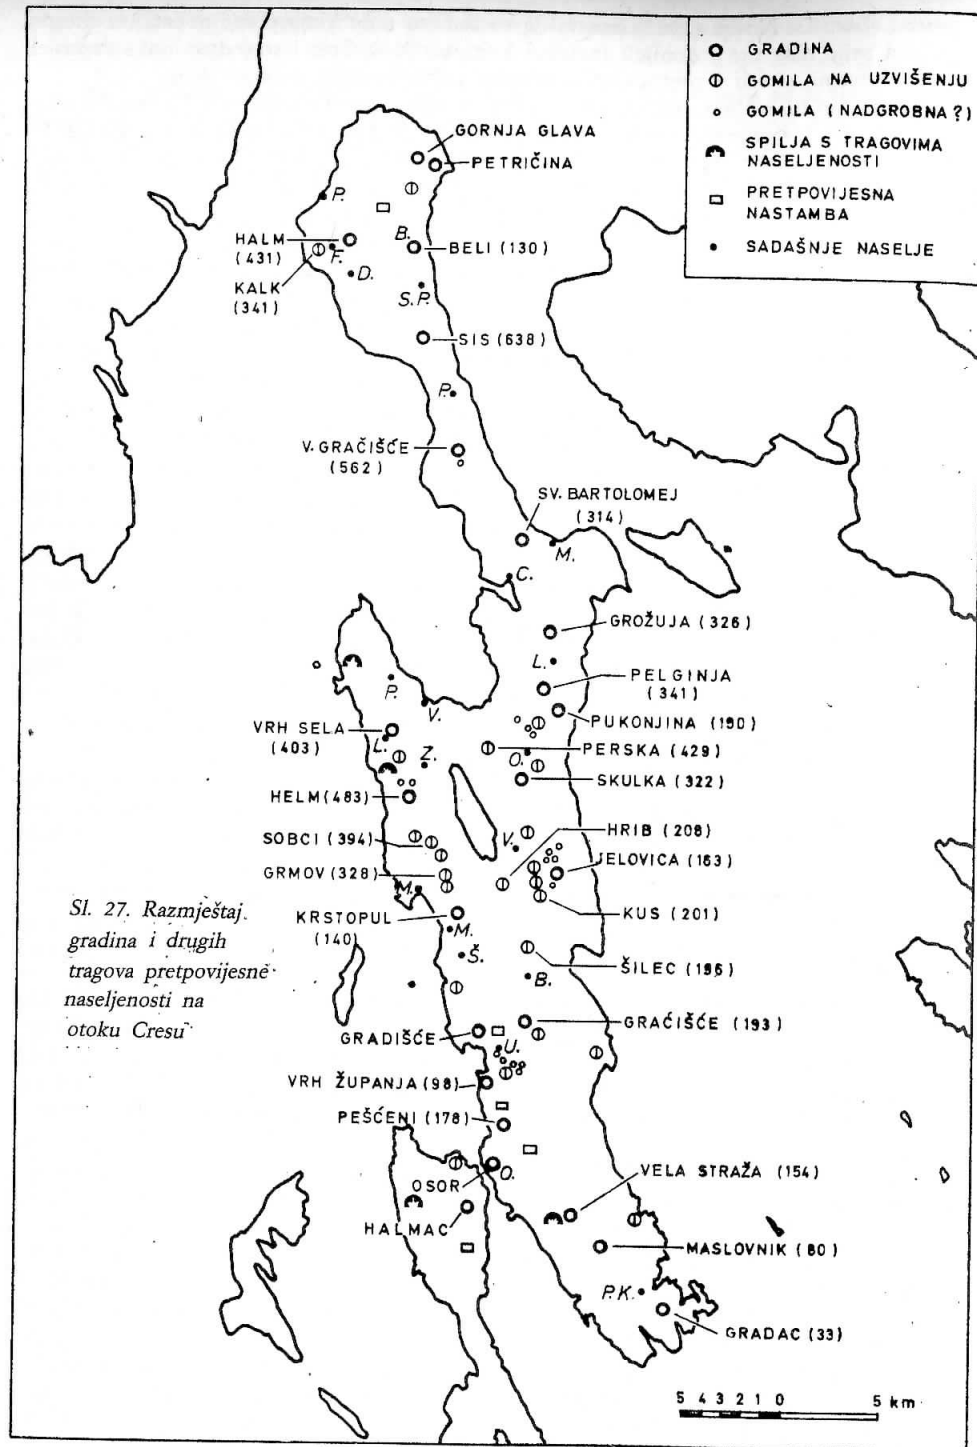 GRADINA
GOMILA NA UZVIŠENJU
GOMILA (NADGROBNA?)
SPILJA S TRAGOVIMA
NASELJENOSTI
PRETPOVIJESNA
NASTAMBA
SADAŠNJE NASELJE
GORNJA GLAVA
PETRIČINA
P.
HALM
(431)
B.
BELI (130)
F.
D.
KALK
(341)
S.P.
SIS (638)
P.
V. GRAČIŠĆE
(562)
SV. BARTOLOMEJ
(314)
M.
C.
GROŽUJA (326)
L.
P.
PELGINJA
(341)
V.
PUKONJINA (190)
VRH SELA
(403)
L.
Ž.
PERSKA (429)
O.
SKULKA (322)
HELM (483)
HRIB (208)
SOBCI (394)
V.
JELOVICA (163)
GRMOV (328)
M.
KUS (201)
KRSTOPUL
(140)
M.
Š.
ŠILEC (196)
B.
Sl. 27. Razmještaj
gradina i drugih
tragova pretpovijesne
naseljenosti na
otoku Cresu
GRAĆIŠĆE (193)
GRADIŠĆE
U.
VRH ŽUPANJA (98)
PEŠĆENI (178)
OSOR
O.
VELA STRAŽA (154)
HALMAC
MASLOVNIK (80)
P.K.
GRADAC (33)
5 4 3 2 1 0 5 km